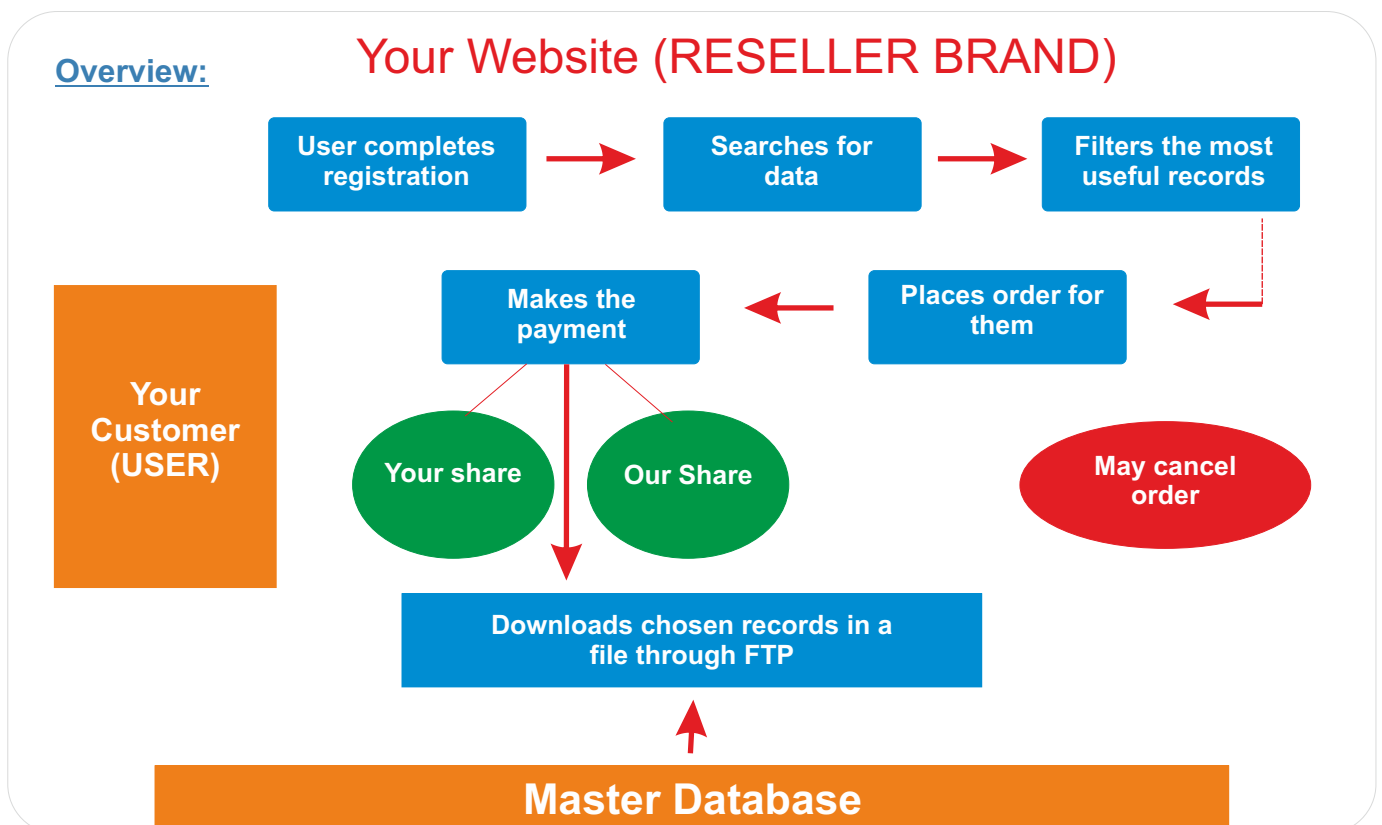 Overview:
Your Website (RESELLER BRAND)
User completes
registration
Searches for
data
Filters the most
useful records
Places order for
them
Makes the
payment
Your
Customer
(USER)
Your share
Our Share
May cancel
order
Downloads chosen records in a
file through FTP
Master Database